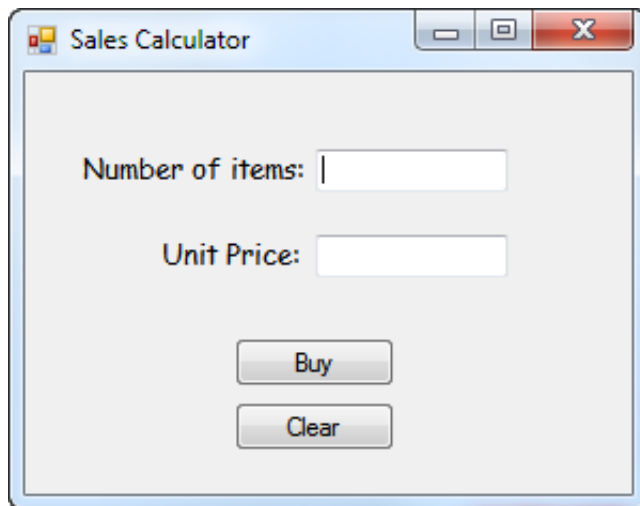 Sales Calculator
Number of items:
Unit Price:
Buy
Clear